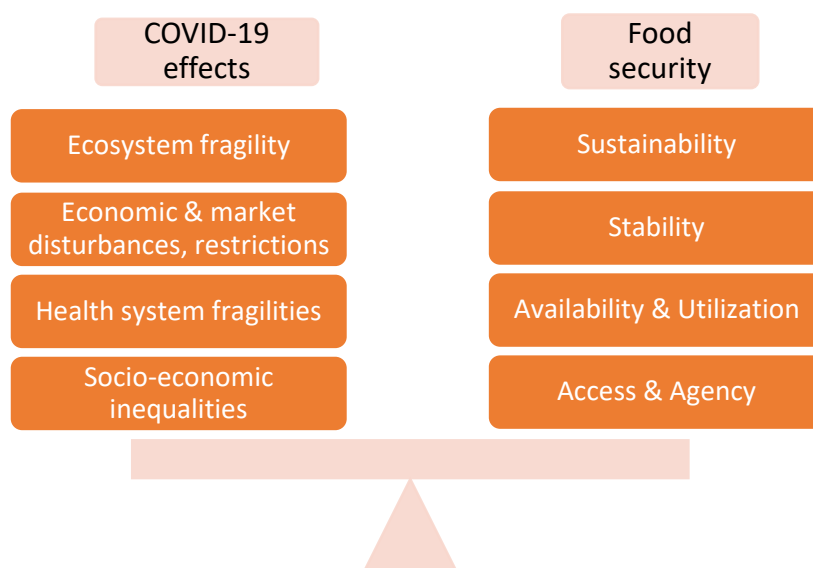 COVID-19
effects
Ecosystem fragility
Economic & market
disturbances, restrictions
Health system fragilities
Socio-economic
inequalities
Food
security
Sustainability
Stability
Availability & Utilization
Access & Agency